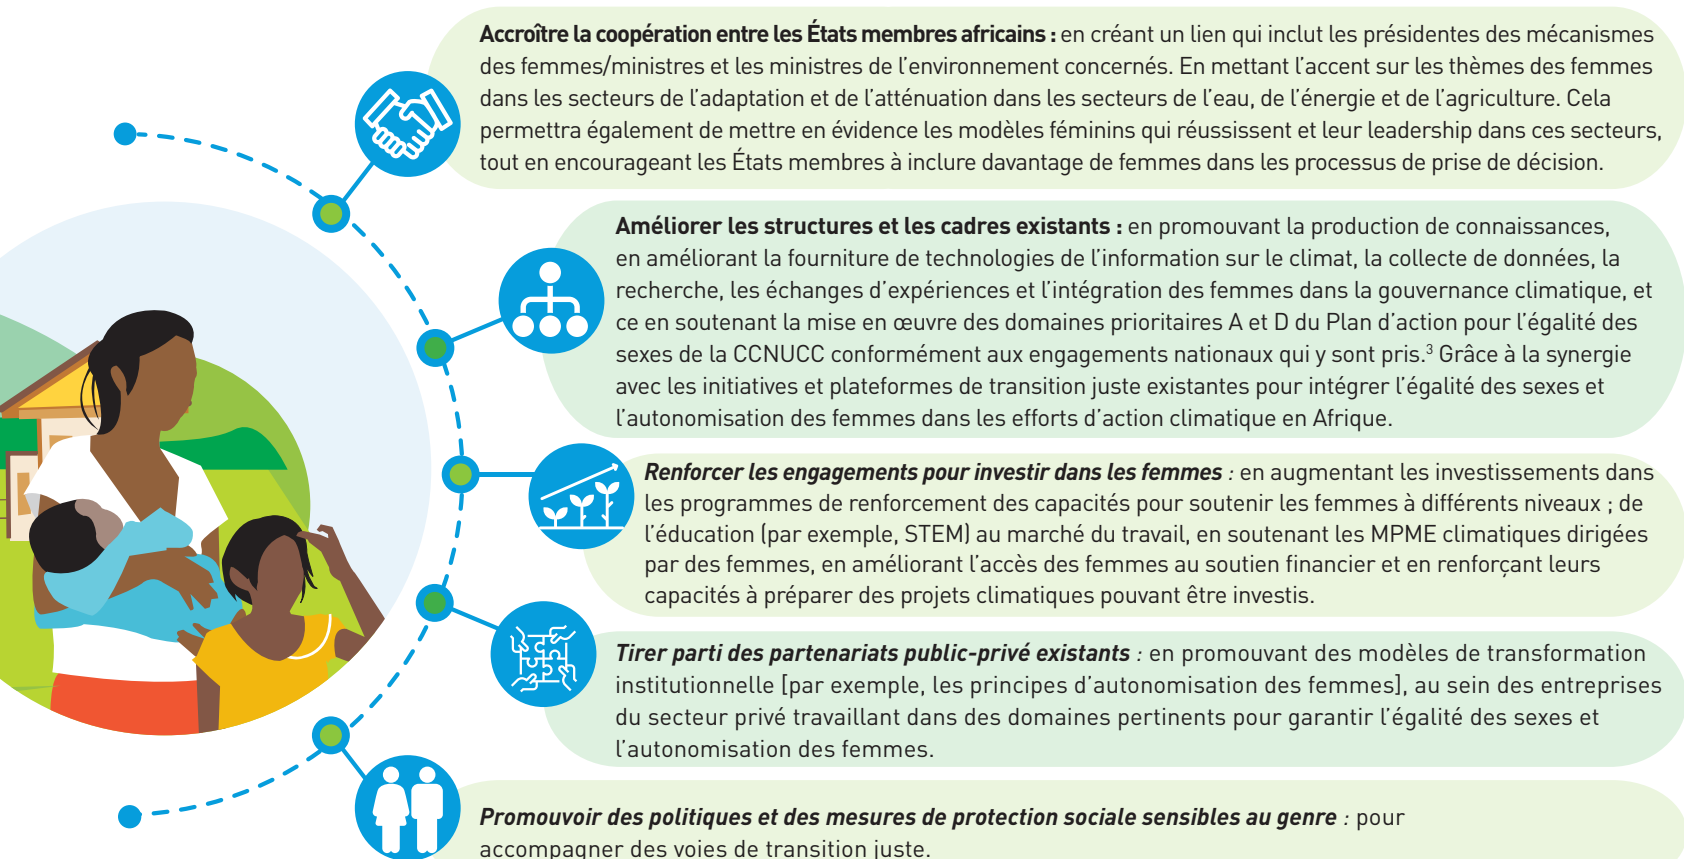 Accroître la coopération entre les États membres africains : en créant un lien qui inclut les présidentes des mécanismes
des femmes/ministres et les ministres de l’environnement concernés. En mettant l’accent sur les thèmes des femmes
dans les secteurs de l’adaptation et de l’atténuation dans les secteurs de l’eau, de l’énergie et de l’agriculture. Cela
permettra également de mettre en évidence les modèles féminins qui réussissent et leur leadership dans ces secteurs,
tout en encourageant les États membres à inclure davantage de femmes dans les processus de prise de décision.
Améliorer les structures et les cadres existants : en promouvant la production de connaissances,
en améliorant la fourniture de technologies de l’information sur le climat, la collecte de données, la
recherche, les échanges d’expériences et l’intégration des femmes dans la gouvernance climatique, et
ce en soutenant la mise en œuvre des domaines prioritaires A et D du Plan d’action pour l’égalité des
sexes de la CCNUCC conformément aux engagements nationaux qui y sont pris.³ Grâce à la synergie
avec les initiatives et plateformes de transition juste existantes pour intégrer l’égalité des sexes et
l’autonomisation des femmes dans les efforts d’action climatique en Afrique.
Renforcer les engagements pour investir dans les femmes : en augmentant les investissements dans
les programmes de renforcement des capacités pour soutenir les femmes à différents niveaux ; de
l’éducation (par exemple, STEM) au marché du travail, en soutenant les MPME climatiques dirigées
par des femmes, en améliorant l’accès des femmes au soutien financier et en renforçant leurs
capacités à préparer des projets climatiques pouvant être investis.
Tirer parti des partenariats public-privé existants : en promouvant des modèles de transformation
institutionnelle [par exemple, les principes d’autonomisation des femmes], au sein des entreprises
du secteur privé travaillant dans des domaines pertinents pour garantir l’égalité des sexes et
l’autonomisation des femmes.
Promouvoir des politiques et des mesures de protection sociale sensibles au genre : pour
accompagner des voies de transition juste.